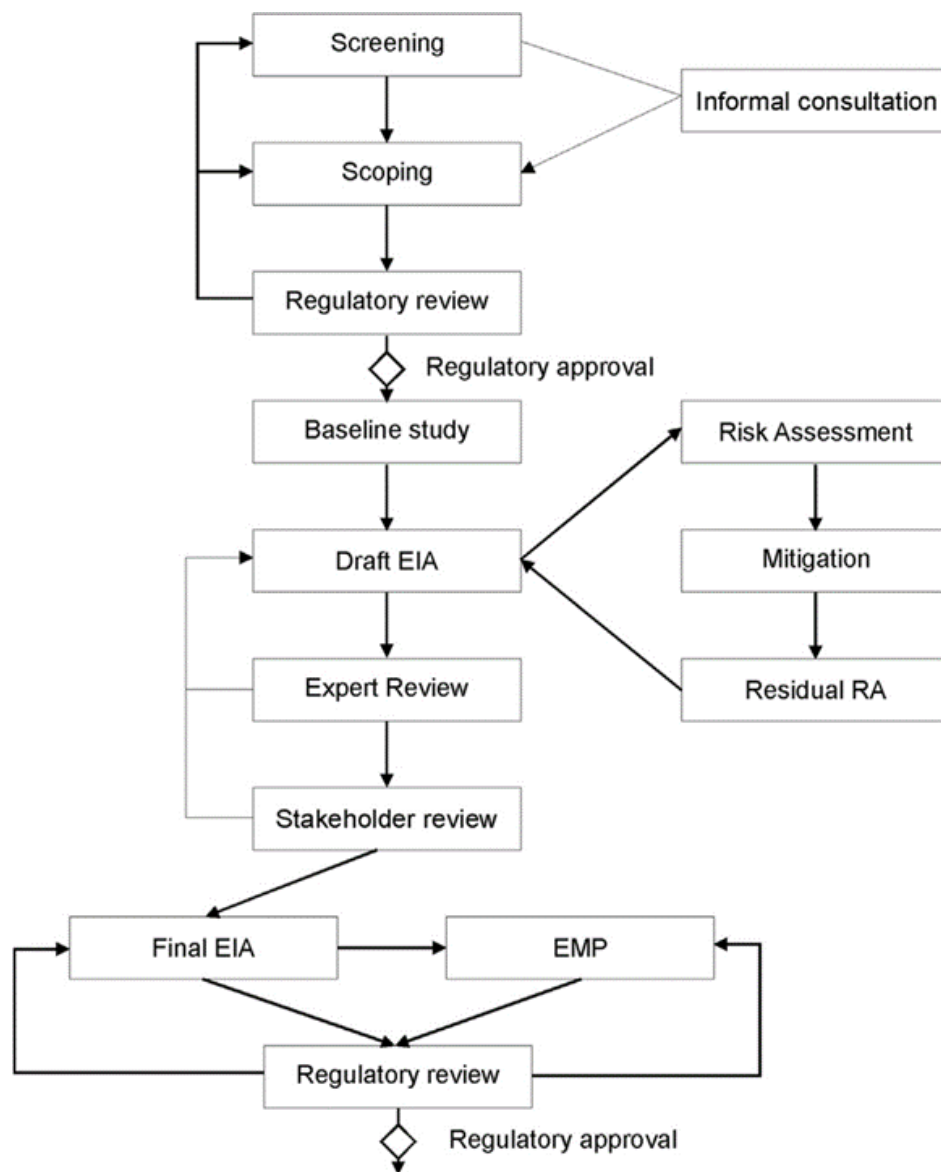 Screening
Informal consultation
Scoping
Regulatory review
Regulatory approval
Baseline study
Risk Assessment
Draft EIA
Mitigation
Expert Review
Residual RA
Stakeholder review
Final EIA
EMP
Regulatory review
Regulatory approval